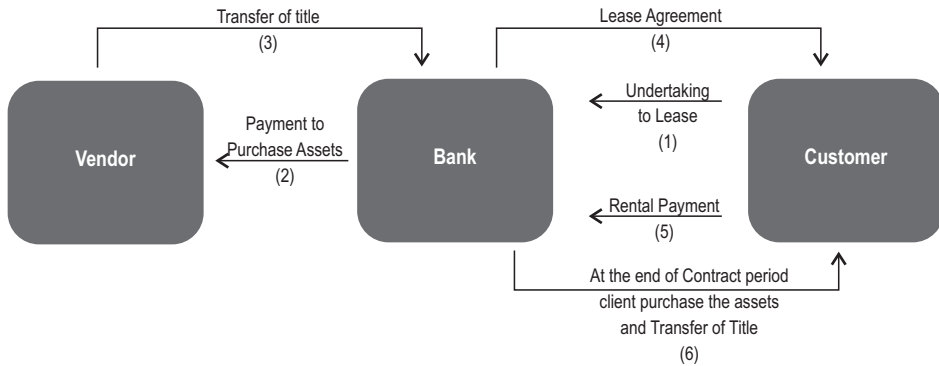 Transfer of title
(3)
Lease Agreement
(4)
Vendor
Payment to
Purchase Assets
(2)
Bank
Undertaking
to Lease
(1)
Customer
Rental Payment
(5)
At the end of Contract period
client purchase the assets
and Transfer of Title
(6)